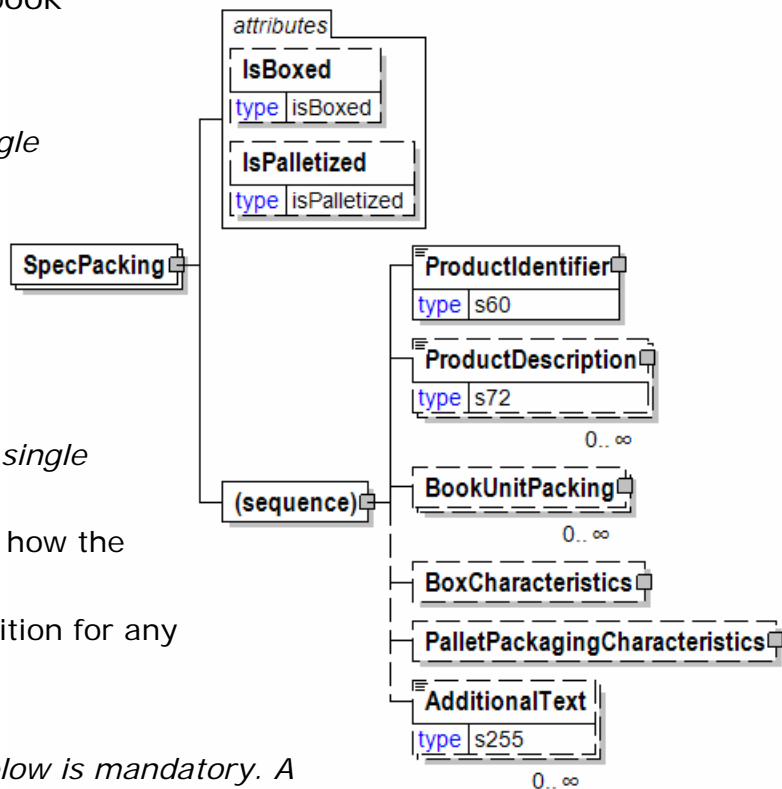 ook
attributes
IsBoxed
type isBoxed
gle
IsPalletized
type isPalletized
SpecPacking
ProductIdentifier
type s60
ProductDescription
type s72
0.. ∞
single
(sequence)
BookUnitPacking
0.. ∞
how the
BoxCharacteristics
ition for any
PalletPackagingCharacteristics
AdditionalText
type s255
low is mandatory. A
0.. ∞